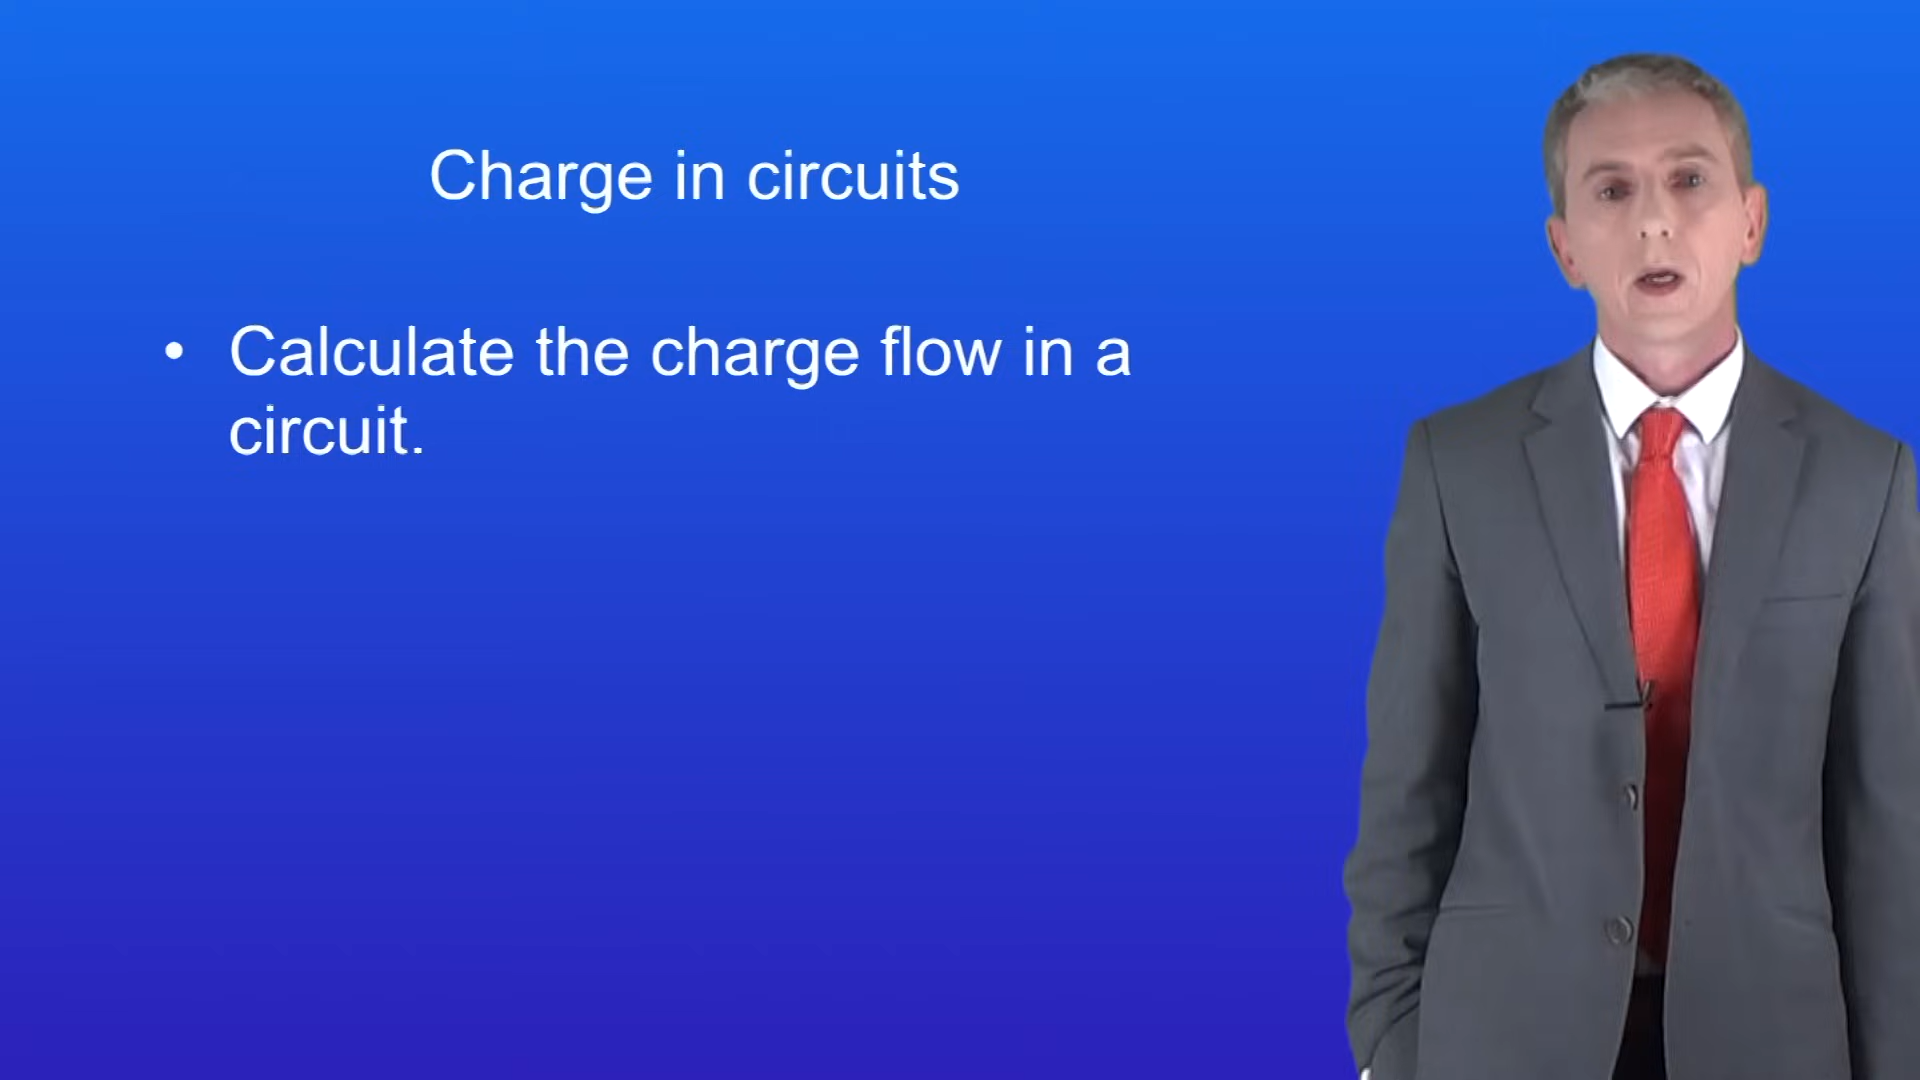 Charge in circuits
• Calculate the charge flow in a
circuit.